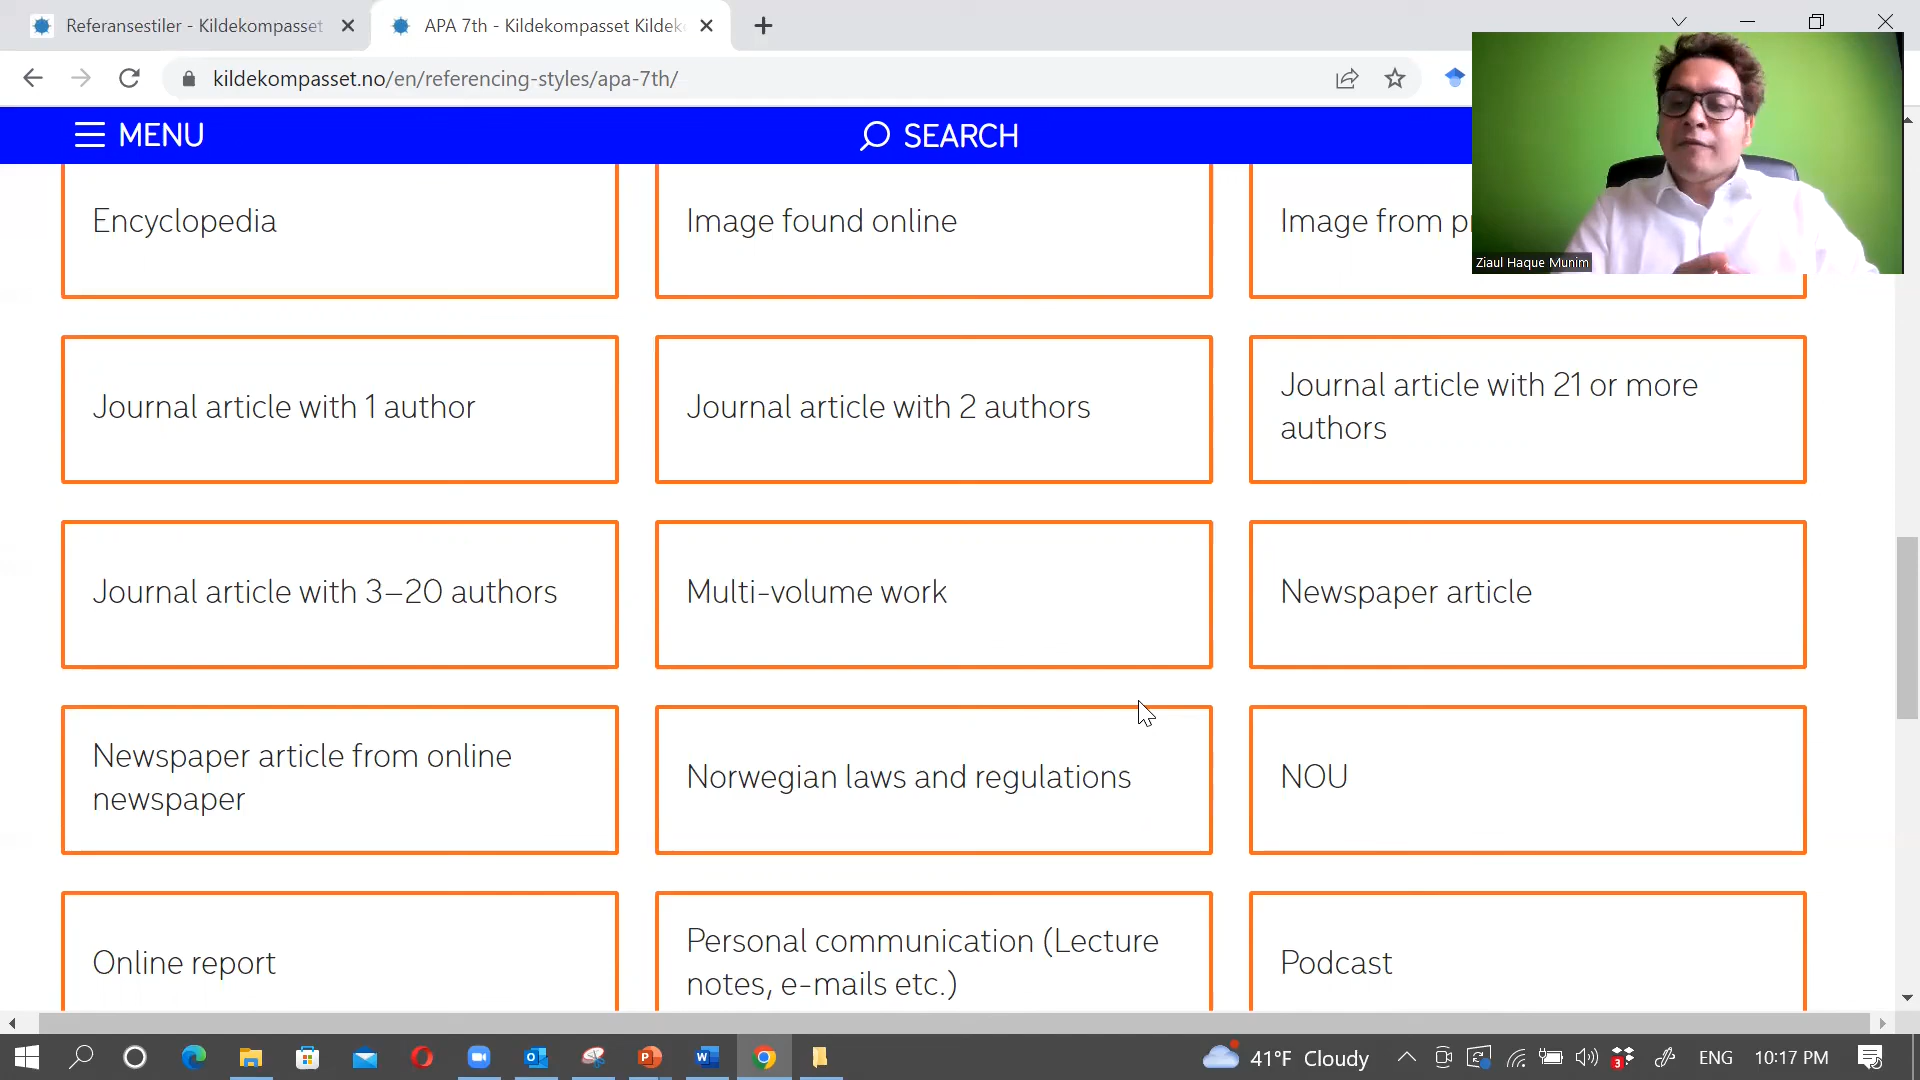 Referansestiler - Kildekompasset
APA 7th - Kildekompasset Kildek
kildekompasset.no/en/referencing-styles/apa-7th/
MENU
SEARCH
Encyclopedia
Image found online
Image from p
Ziaul Haque Munim
Journal article with 1 author
Journal article with 2 authors
Journal article with 21 or more
authors
Journal article with 3–20 authors
Multi-volume work
Newspaper article
Newspaper article from online
newspaper
Norwegian laws and regulations
NOU
Online report
Personal communication (Lecture
notes, e-mails etc.)
Podcast
41°F Cloudy
3
ENG
10:17 PM